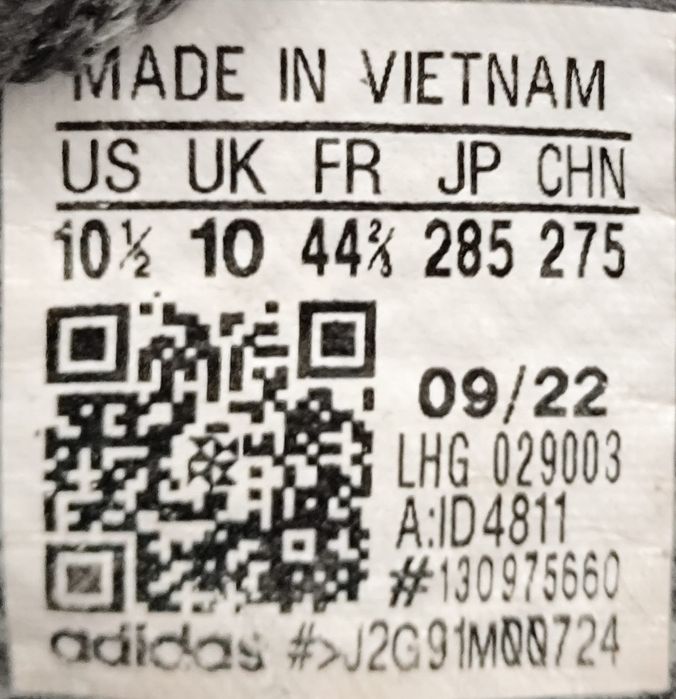 MADE IN VIETNAM
US UK FR JP CHN
10½ 10 44⅔ 285 275
09/22
LHG 029003
A:ID4811
#130975660
adidas #>J2G91M00724